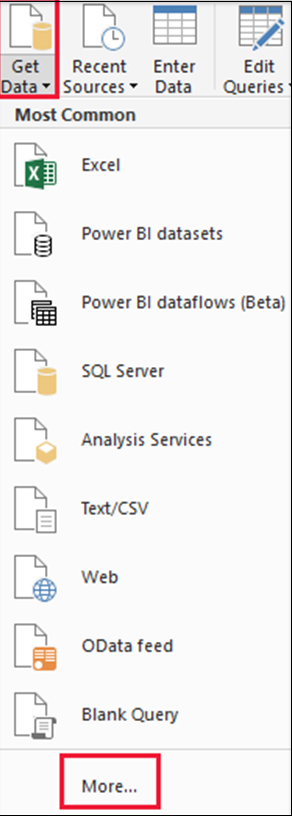 Get Recent Enter Edit
Data Sources Data Queries
Most Common
Excel
Power BI datasets
Power BI dataflows (Beta)
SQL Server
Analysis Services
Text/CSV
Web
OData feed
Blank Query
More...